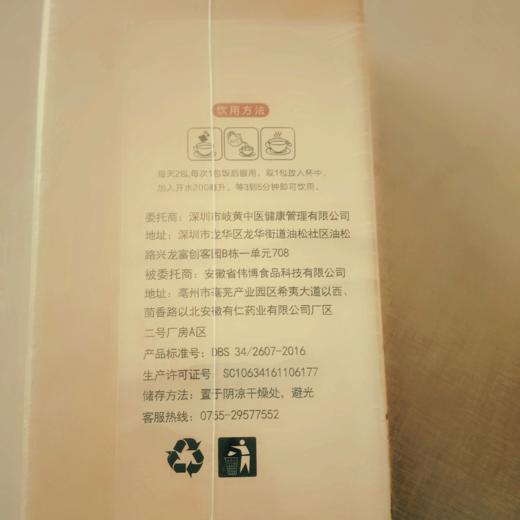 饮用方法
每天2包,每次1包饭后服用，取1包放入杯中，
加入开水200毫升，等3到5分钟即可饮用。
委托商：深圳市岐黄中医健康管理有限公司
地址：深圳市龙华区龙华街道油松社区油松
路兴龙富创客园B栋一单元708
被委托商：安徽省伟博食品科技有限公司
地址：亳州市亳芜产业园区希夷大道以西、
茴香路以北安徽有仁药业有限公司厂区
二号厂房A区
产品标准号：DBS 34/2607-2016
生产许可证号 SC10634161106177
储存方法：置于阴凉干燥处，避光
客服热线：0755-29577552